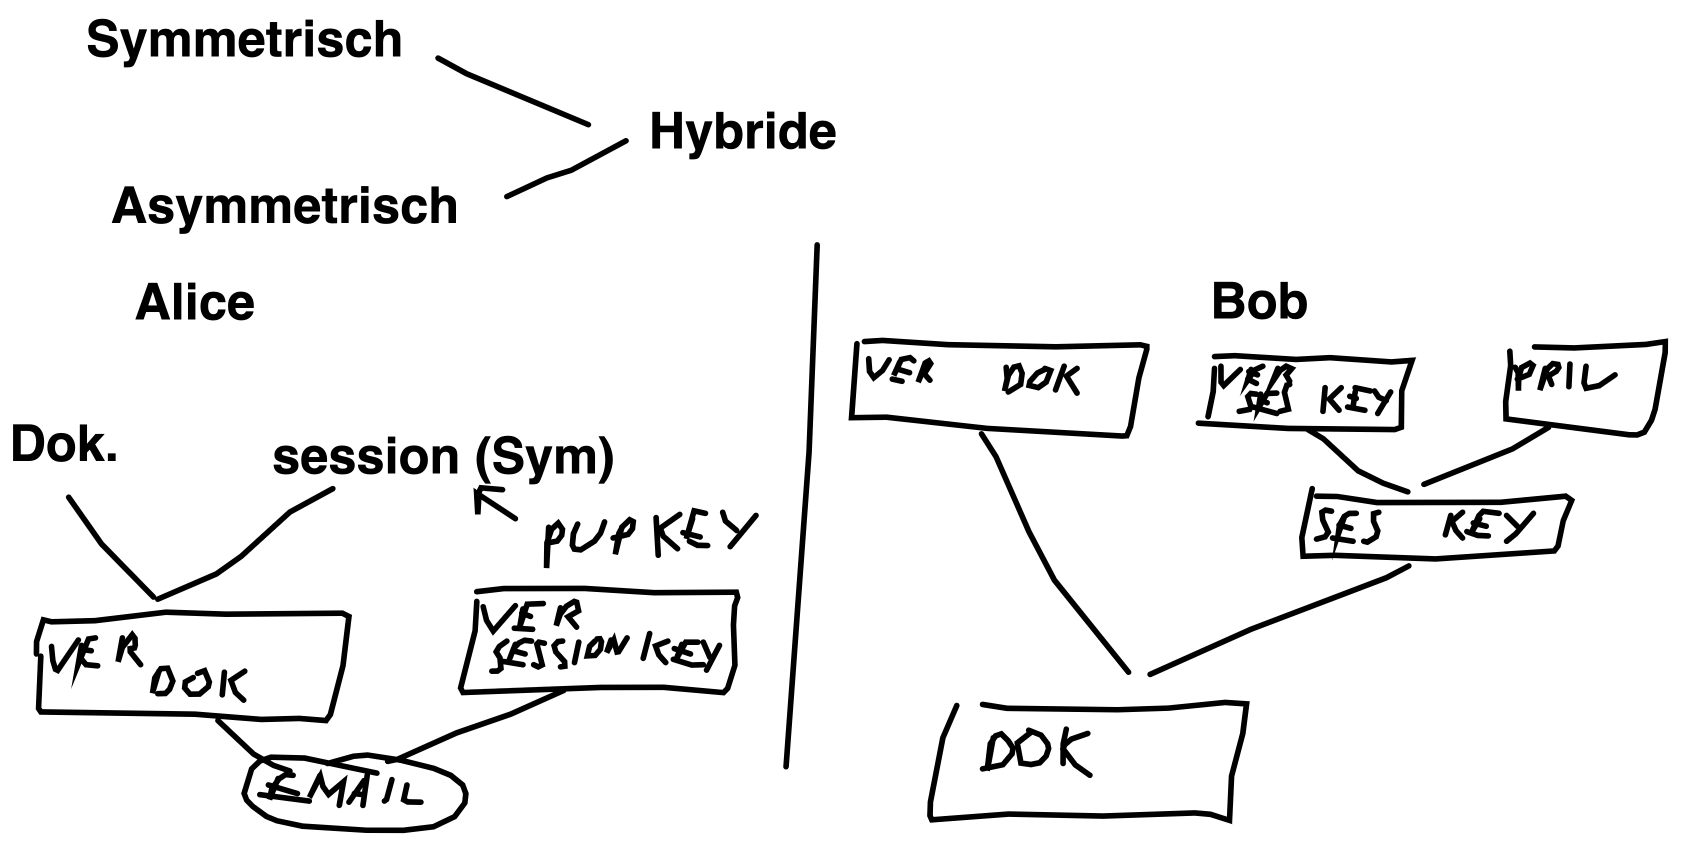 Symmetrisch
Hybride
Asymmetrisch
Alice
Dok.
session (Sym)
PUP KEY
VER
DOK
VER
SESSION KEY
EMAIL
Bob
VER DOK
VER
SES KEY
PRIV
SES KEY
DOK